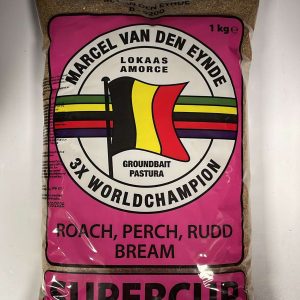 1 kg e
MARCEL VAN DEN EYNDE
LOKAAS
AMORCE
GROUNDBAIT
PASTURA
3X WORLDCHAMPION
ROACH, PERCH, RUDD
BREAM
SUPERCUP